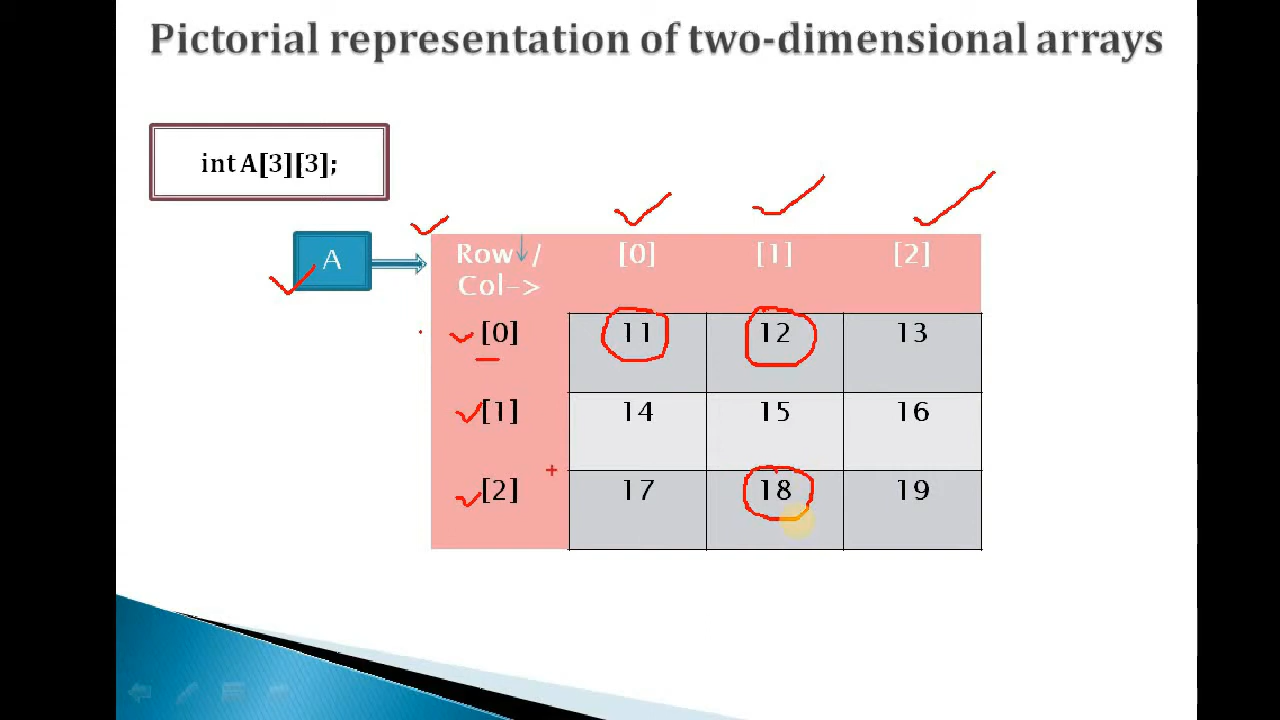 Pictorial representation of two-dimensional arrays
int A[3][3];
A
Row↓/ [0] [1] [2]
Col->
[0] 11 12 13
[1] 14 15 16
[2] 17 18 19